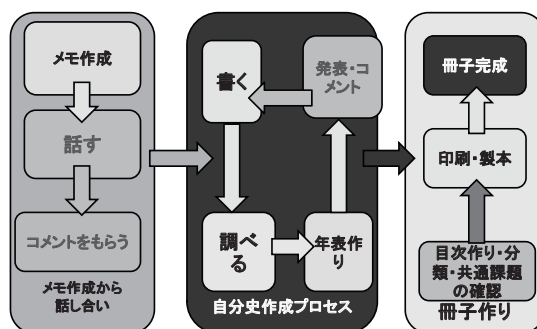 メモ作成
話す
コメントをもらう
メモ作成から
話し合い
書く
発表・コ
メント
調べ
る
年表作
り
自分史作成プロセス
冊子完成
印刷・製本
目次作り・分
類・共通課題
の確認
冊子作り